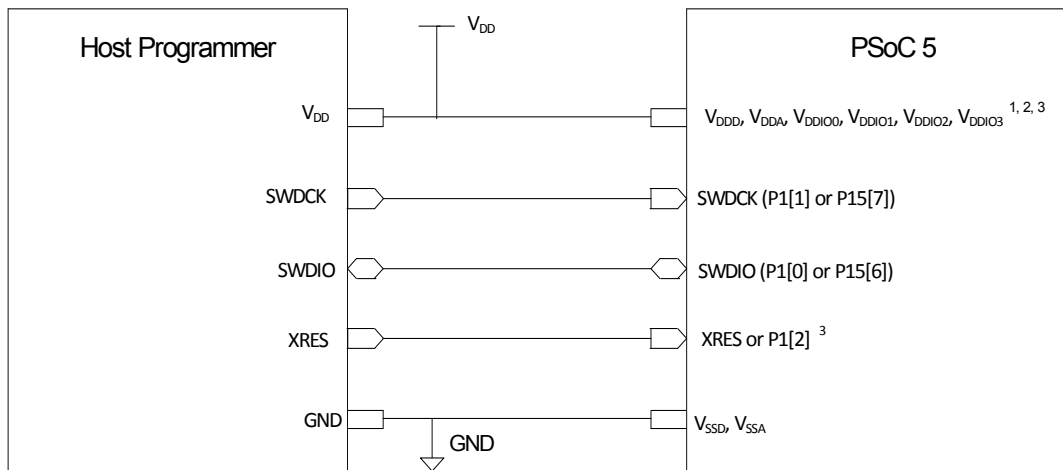 V_DD
Host Programmer
PSoC 5
V_DD
V_DDD, V_DDA, V_DDIO0, V_DDIO1, V_DDIO2, V_DDIO3 1, 2, 3
SWDCK
SWDCK (P1[1] or P15[7])
SWDIO
SWDIO (P1[0] or P15[6])
XRES
XRES or P1[2] 3
GND
GND
V_SSD, V_SSA